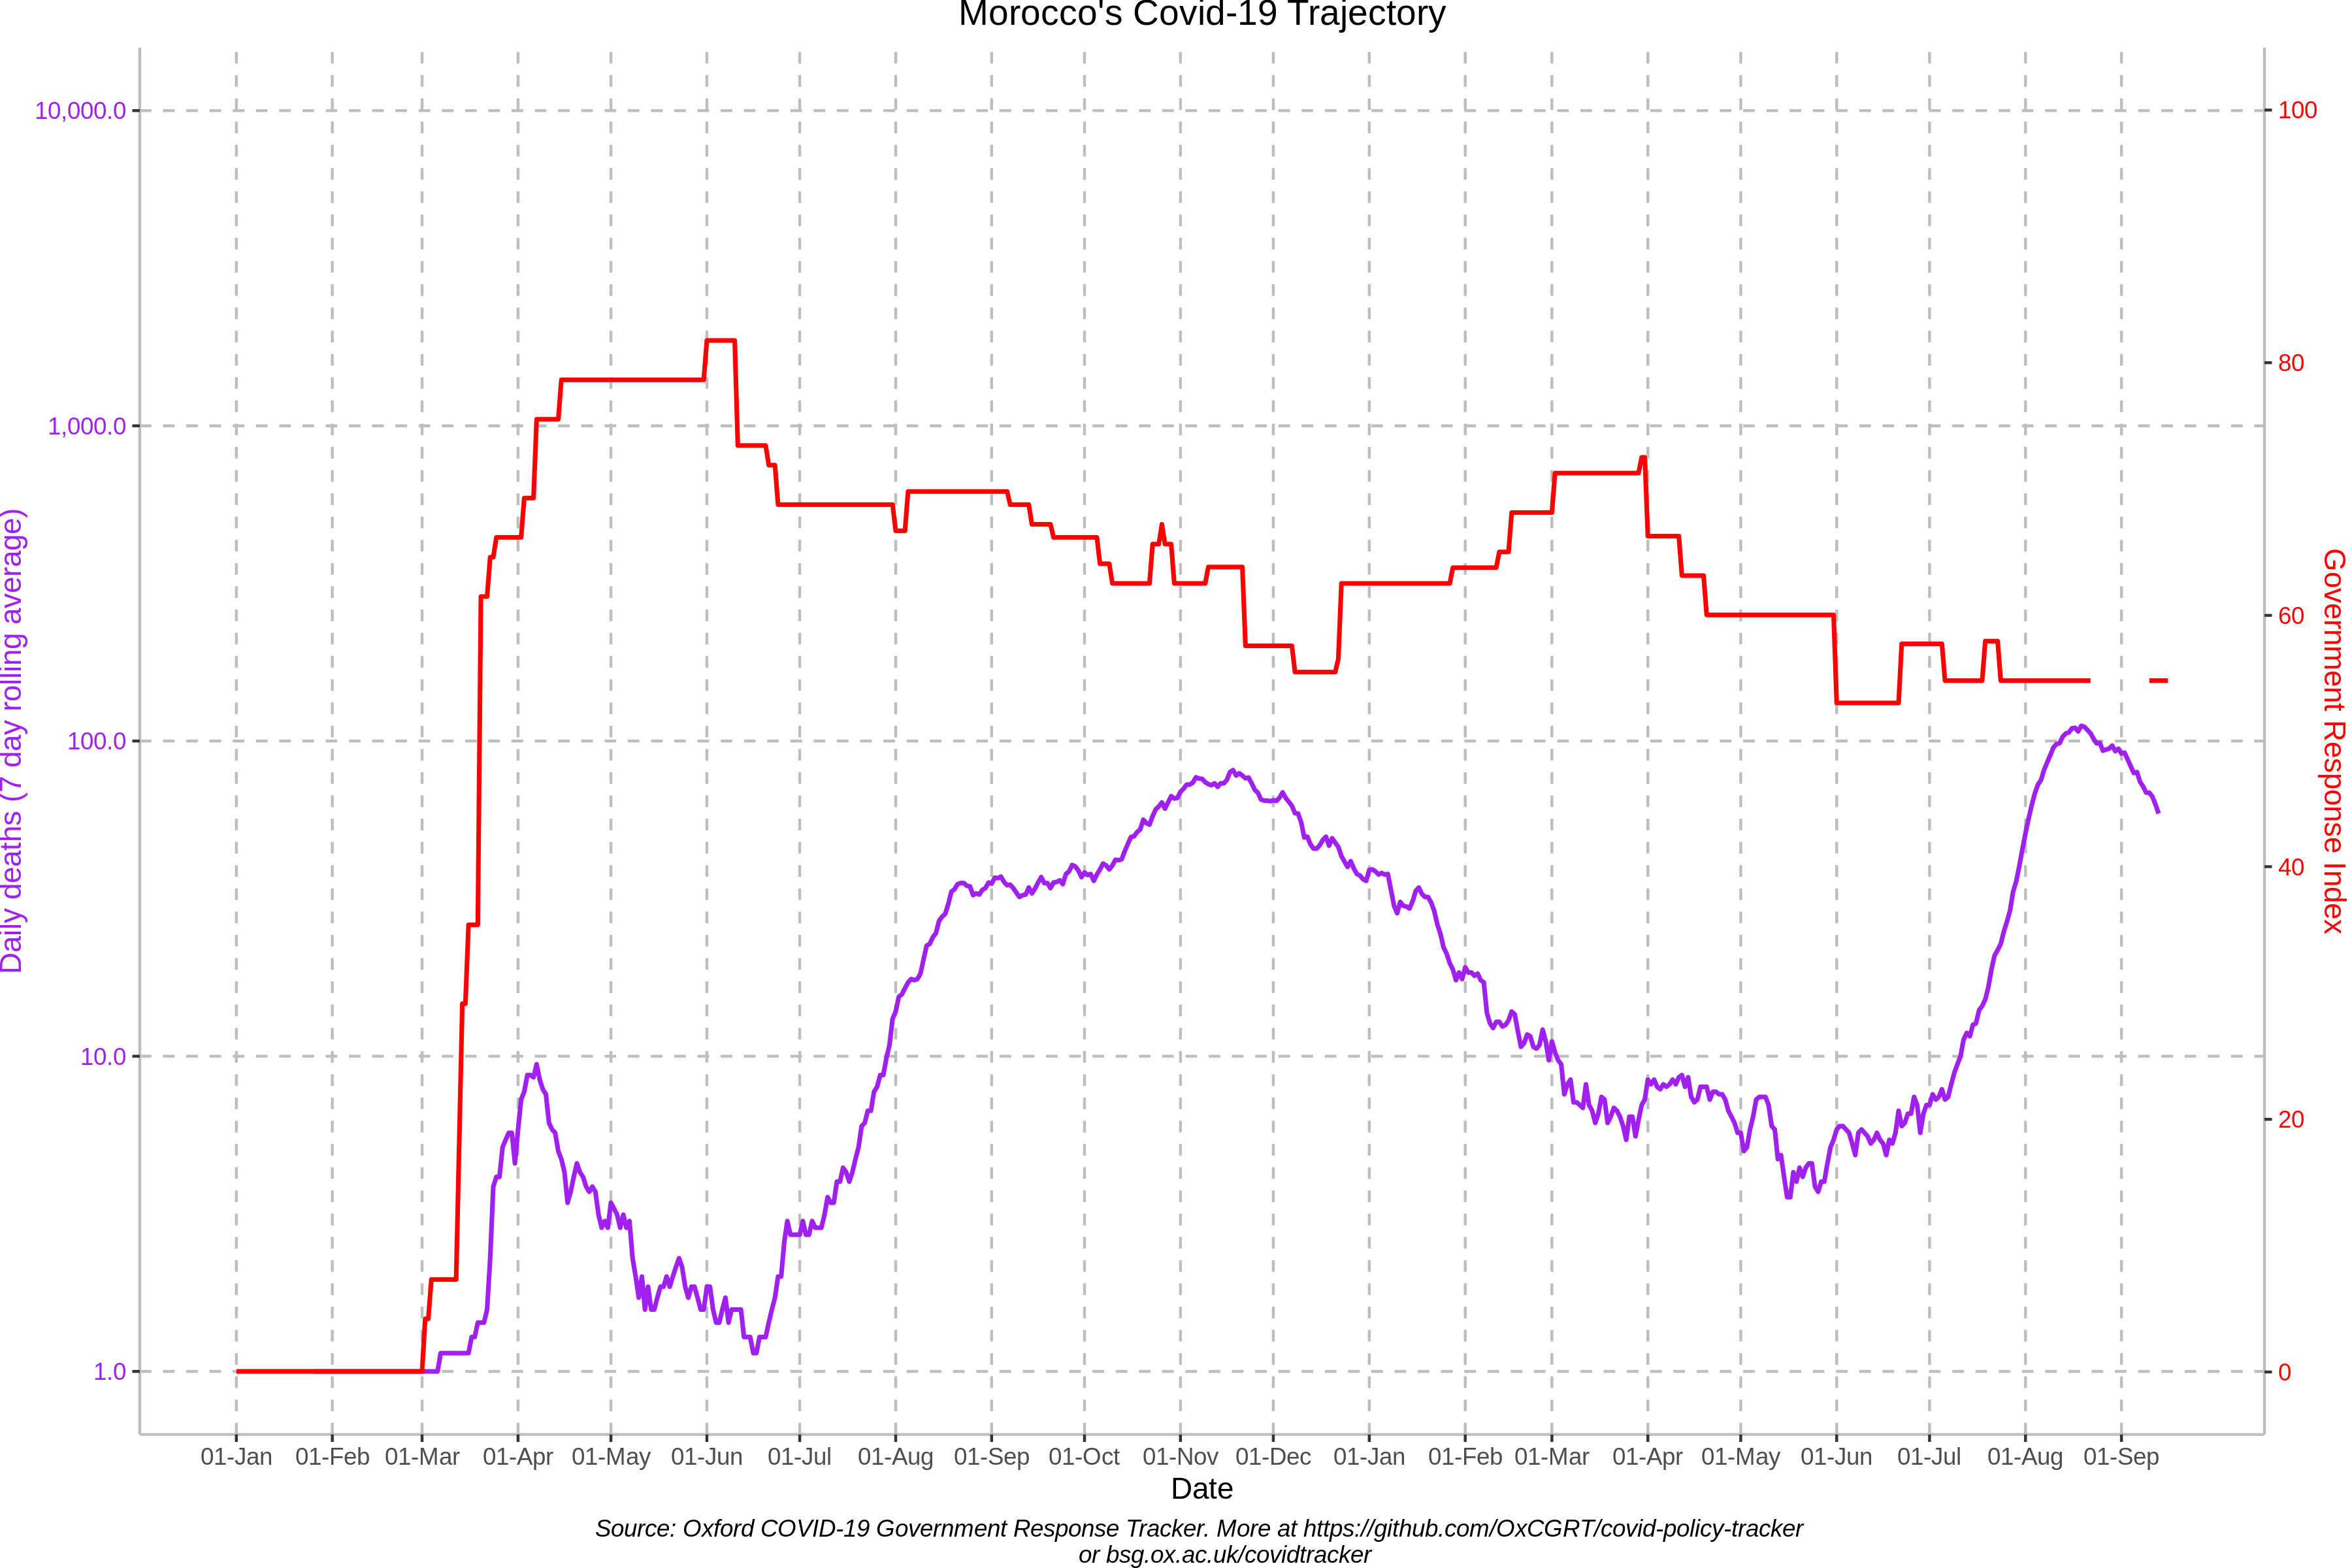 Morocco's Covid-19 Trajectory
10,000.0
1,000.0
100.0
10.0
1.0
Daily deaths (7 day rolling average)
100
80
60
40
20
0
Government Response Index
01-Jan 01-Feb 01-Mar 01-Apr 01-May 01-Jun 01-Jul 01-Aug 01-Sep 01-Oct 01-Nov 01-Dec 01-Jan 01-Feb 01-Mar 01-Apr 01-May 01-Jun 01-Jul 01-Aug 01-Sep
Date
Source: Oxford COVID-19 Government Response Tracker. More at https://github.com/OxCGRT/covid-policy-tracker
or bsg.ox.ac.uk/covidtracker